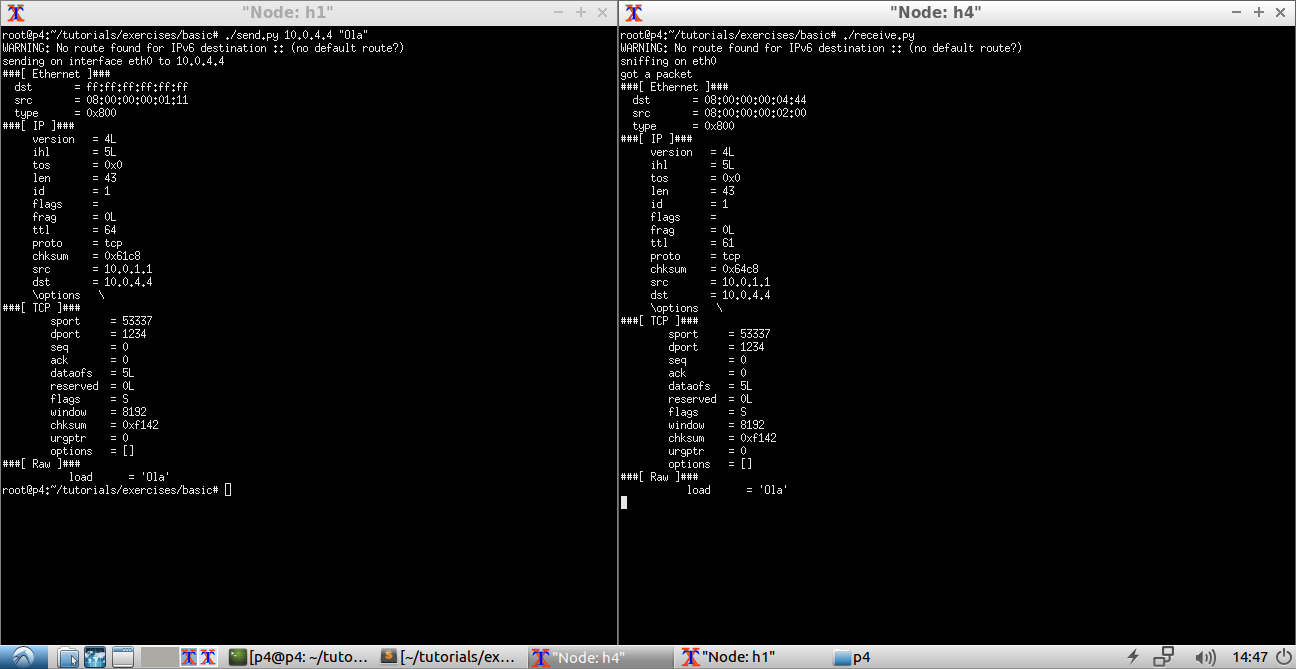 "Node: h1"
root@p4:~/tutorials/exercises/basic# ./send.py 10.0.4.4 "Ola"
WARNING: No route found for IPv6 destination :: (no default route?)
sending on interface eth0 to 10.0.4.4
###[ Ethernet ]###
  dst       = ff:ff:ff:ff:ff:ff
  src       = 08:00:00:00:01:11
  type      = 0x800
###[ IP ]###
     version   = 4L
     ihl       = 5L
     tos       = 0x0
     len       = 43
     id        = 1
     flags     =
     frag      = 0L
     ttl       = 64
     proto     = tcp
     chksum    = 0x61c8
     src       = 10.0.1.1
     dst       = 10.0.4.4
     \options   \
###[ TCP ]###
        sport     = 53337
        dport     = 1234
        seq       = 0
        ack       = 0
        dataofs   = 5L
        reserved  = 0L
        flags     = S
        window    = 8192
        chksum    = 0xf142
        urgptr    = 0
        options   = []
###[ Raw ]###
           load      = 'Ola'
root@p4:~/tutorials/exercises/basic#
"Node: h4"
root@p4:~/tutorials/exercises/basic# ./receive.py
WARNING: No route found for IPv6 destination :: (no default route?)
sniffing on eth0
got a packet
###[ Ethernet ]###
  dst       = 08:00:00:00:04:44
  src       = 08:00:00:00:02:00
  type      = 0x800
###[ IP ]###
     version   = 4L
     ihl       = 5L
     tos       = 0x0
     len       = 43
     id        = 1
     flags     =
     frag      = 0L
     ttl       = 61
     proto     = tcp
     chksum    = 0x64c8
     src       = 10.0.1.1
     dst       = 10.0.4.4
     \options   \
###[ TCP ]###
        sport     = 53337
        dport     = 1234
        seq       = 0
        ack       = 0
        dataofs   = 5L
        reserved  = 0L
        flags     = S
        window    = 8192
        chksum    = 0xf142
        urgptr    = 0
        options   = []
###[ Raw ]###
           load      = 'Ola'
[p4@p4: ~/tuto... [~/tutorials/ex... "Node: h4" "Node: h1" p4 14:47